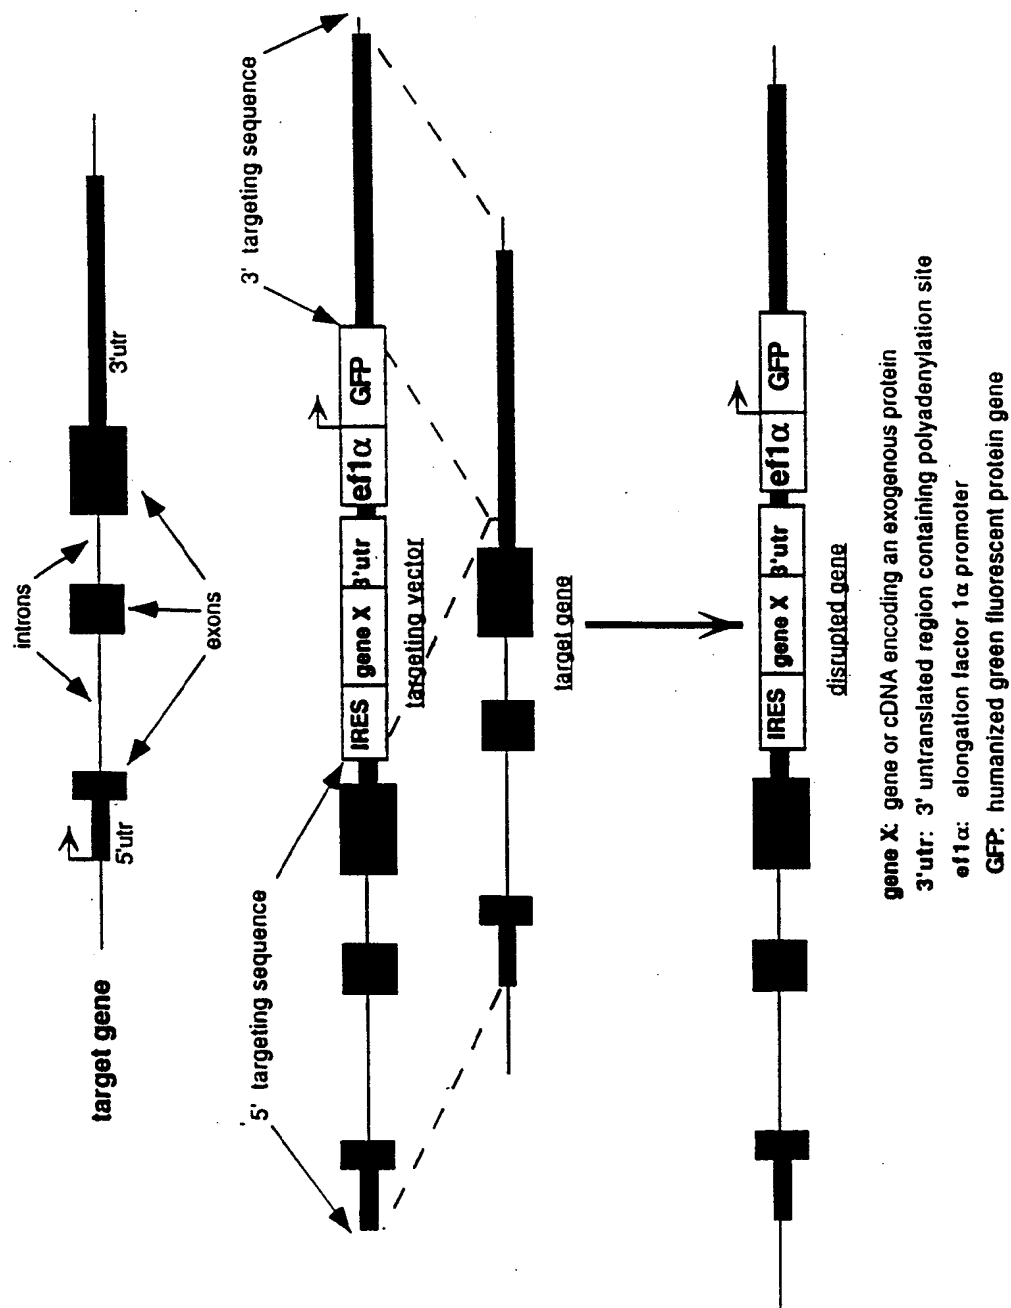 target gene
5'utr
introns
exons
3'utr
5' targeting sequence
3' targeting sequence
IRES
gene X
3'utr
ef1α
GFP
targeting vector
target gene
IRES
gene X
3'utr
ef1α
GFP
disrupted gene
gene X: gene or cDNA encoding an exogenous protein
3'utr: 3' untranslated region containing polyadenylation site
ef1α: elongation factor 1α promoter
GFP: humanized green fluorescent protein gene